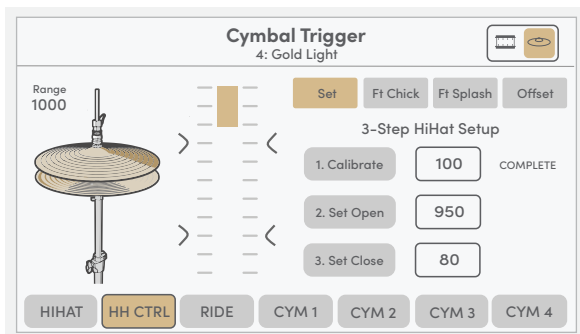 Cymbal Trigger
4: Gold Light
Range
1000
Set
Ft Chick
Ft Splash
Offset
3-Step HiHat Setup
1. Calibrate
100
COMPLETE
2. Set Open
950
3. Set Close
80
HIHAT
HH CTRL
RIDE
CYM 1
CYM 2
CYM 3
CYM 4